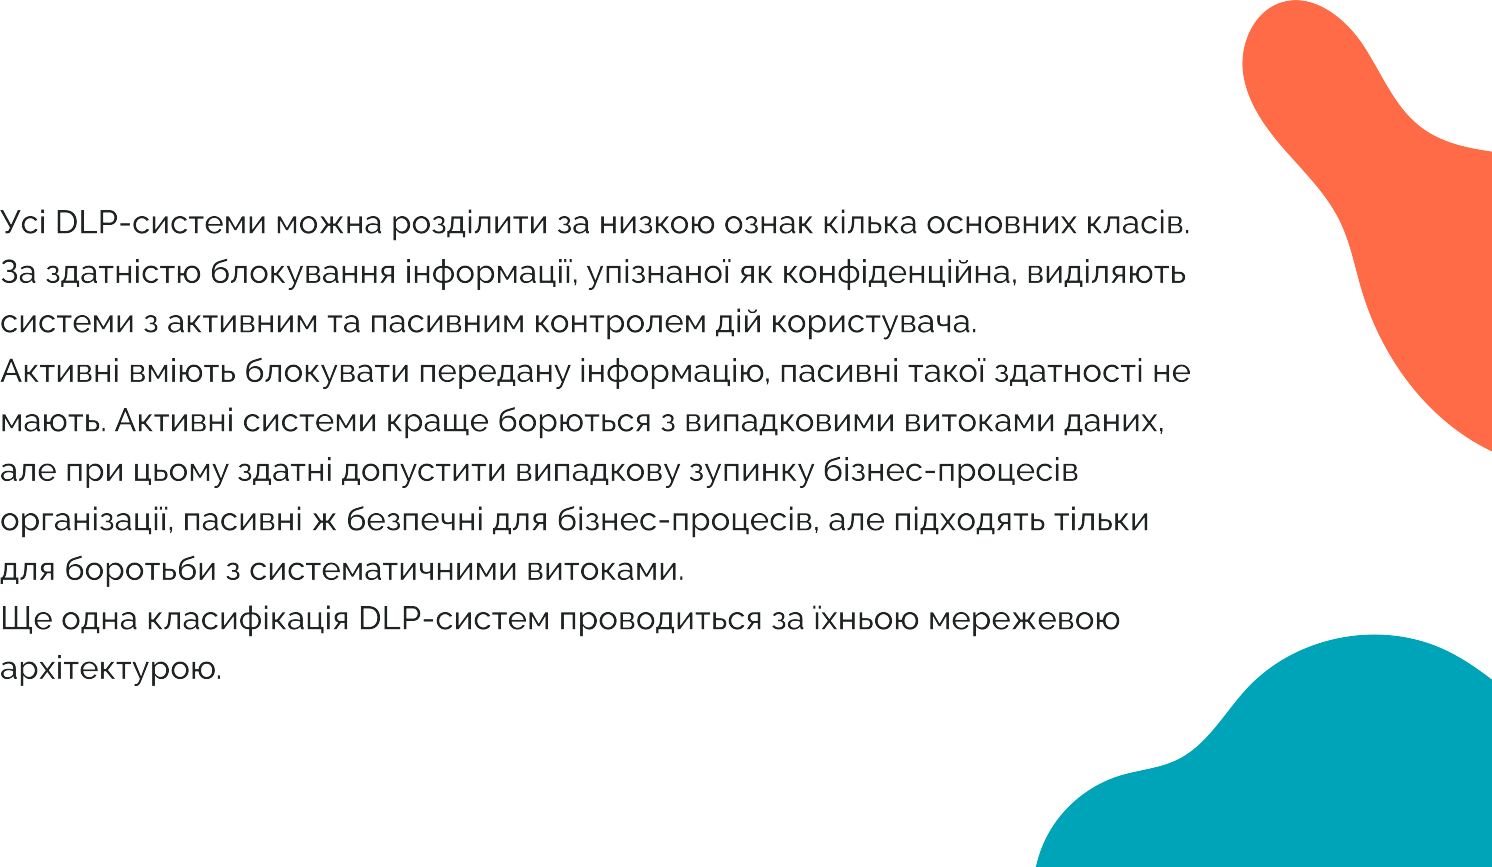 Усі DLP-системи можна розділити за низкою ознак кілька основних класів.
За здатністю блокування інформації, упізнаної як конфіденційна, виділяють
системи з активним та пасивним контролем дій користувача.
Активні вміють блокувати передану інформацію, пасивні такої здатності не
мають. Активні системи краще борються з випадковими витоками даних,
але при цьому здатні допустити випадкову зупинку бізнес-процесів
організації, пасивні ж безпечні для бізнес-процесів, але підходять тільки
для боротьби з систематичними витоками.
Ще одна класифікація DLP-систем проводиться за їхньою мережевою
архітектурою.